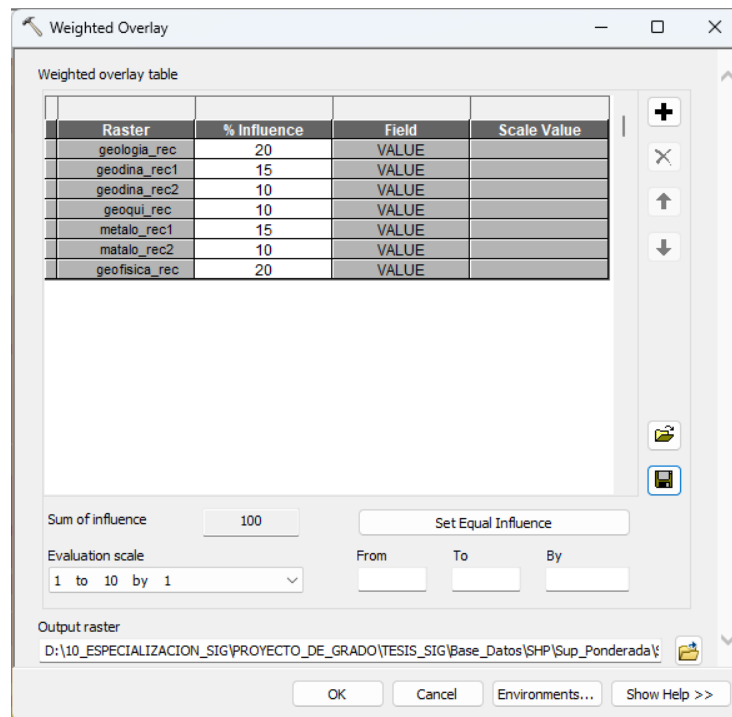 Weighted Overlay
Weighted overlay table
Raster % Influence Field Scale Value
geologia_rec 20 VALUE
geodina_rec1 15 VALUE
geodina_rec2 10 VALUE
geoqui_rec 10 VALUE
metalo_rec1 15 VALUE
matalo_rec2 10 VALUE
geofisica_rec 20 VALUE
Sum of influence 100 Set Equal Influence
Evaluation scale From To By
1 to 10 by 1
Output raster
D:\10_ESPECIALIZACION_SIG\PROYECTO_DE_GRADO\TESIS_SIG\Base_Datos\SHP\Sup_Ponderada\
OK Cancel Environments... Show Help >>